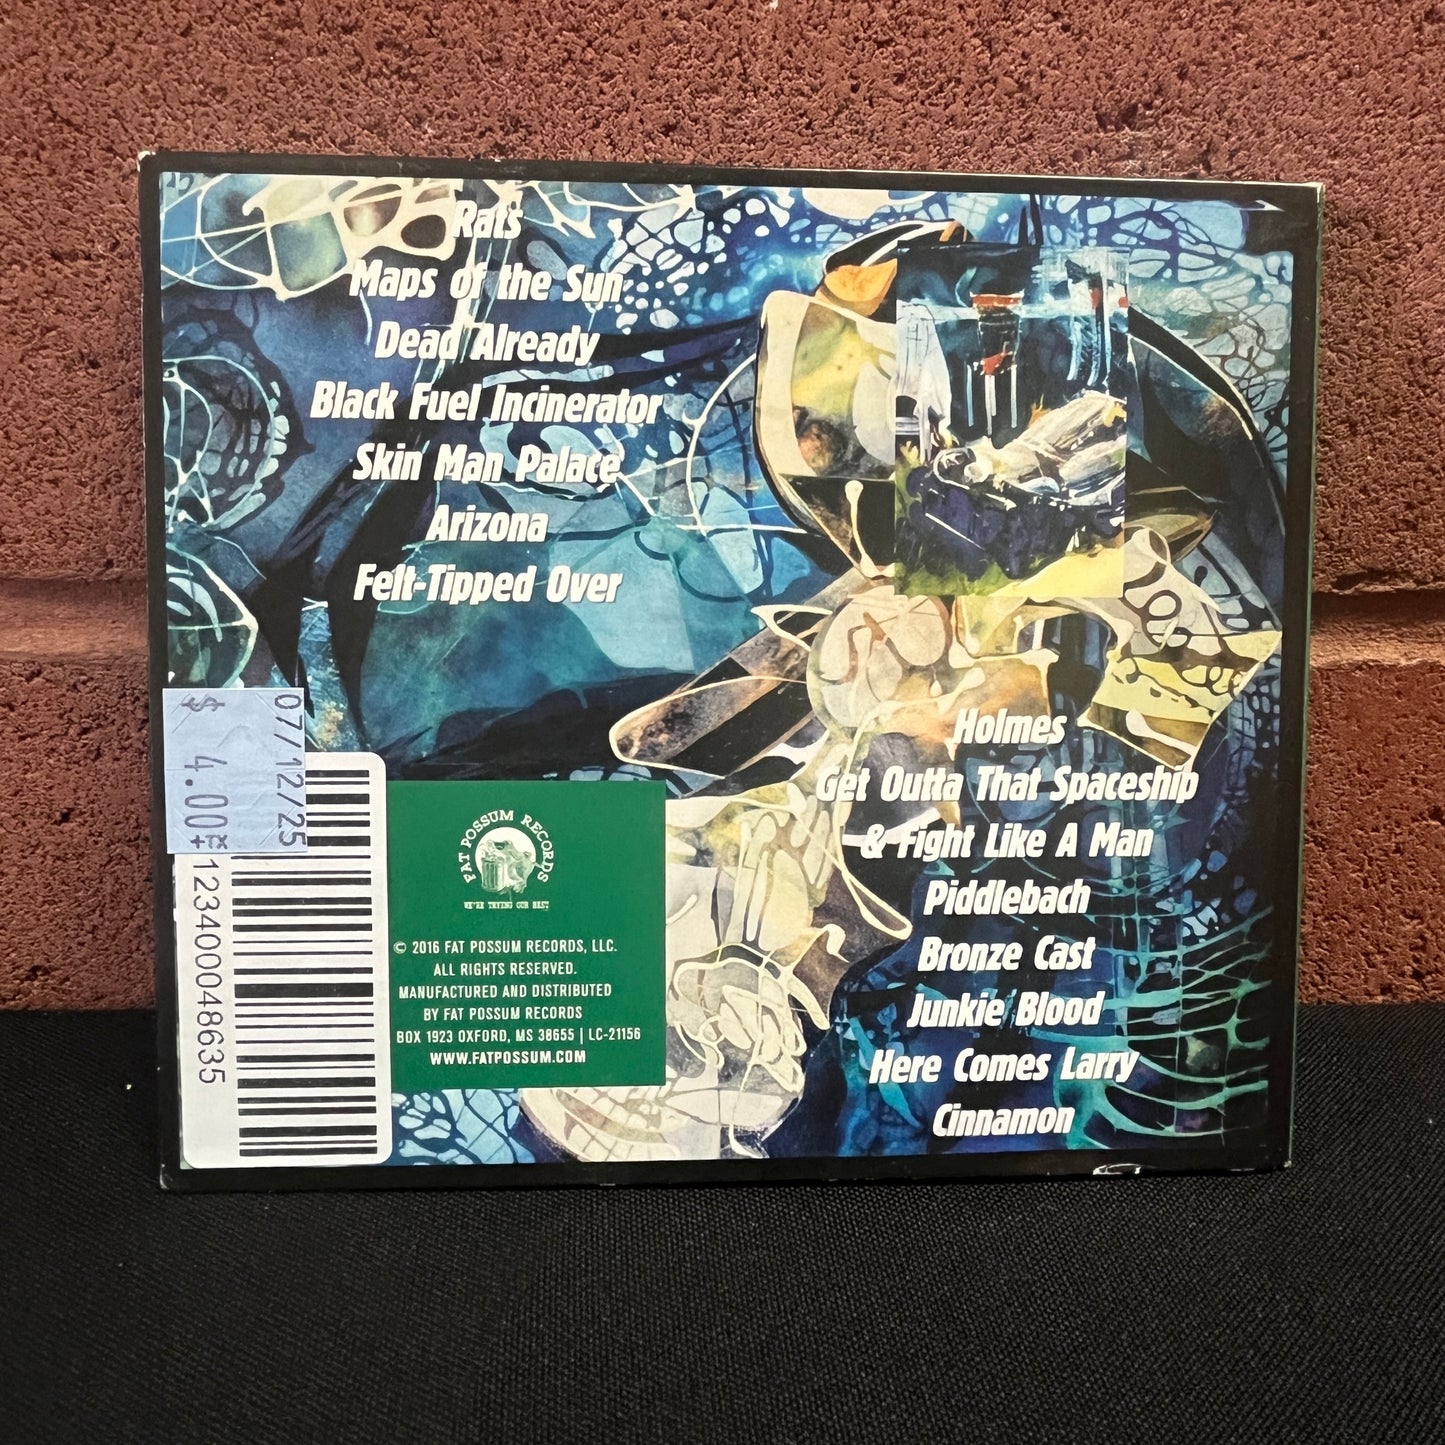 Rats
Maps of the Sun
Dead Already
Black Fuel Incinerator
Skin Man Palace
Arizona
Felt-Tipped Over
Holmes
Get Outta That Spaceship
& Fight Like A Man
Piddlebach
Bronze Cast
Junkie Blood
Here Comes Larry
Cinnamon
07/12/25
$ 4.00
1234000048635
FAT POSSUM RECORDS
WE'RE TRYING OUR BEST
© 2016 FAT POSSUM RECORDS, LLC.
ALL RIGHTS RESERVED.
MANUFACTURED AND DISTRIBUTED
BY FAT POSSUM RECORDS
BOX 1923 OXFORD, MS 38655 | LC-21156
WWW.FATPOSSUM.COM